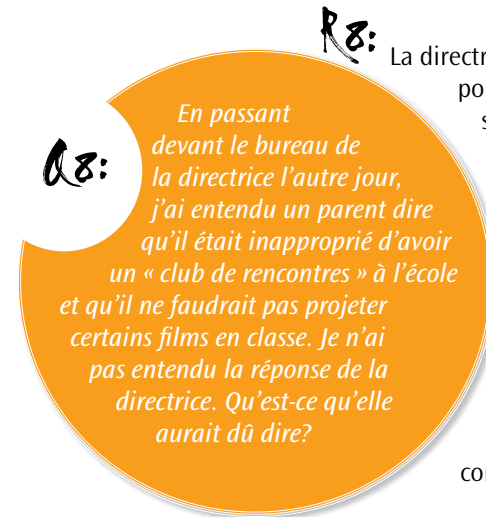 R8:
La directr
po
s
Q8:
En passant
devant le bureau de
la directrice l'autre jour,
j'ai entendu un parent dire
qu'il était inapproprié d'avoir
un « club de rencontres » à l'école
et qu'il ne faudrait pas projeter
certains films en classe. Je n'ai
pas entendu la réponse de la
directrice. Qu'est-ce qu'elle
aurait dû dire?
con